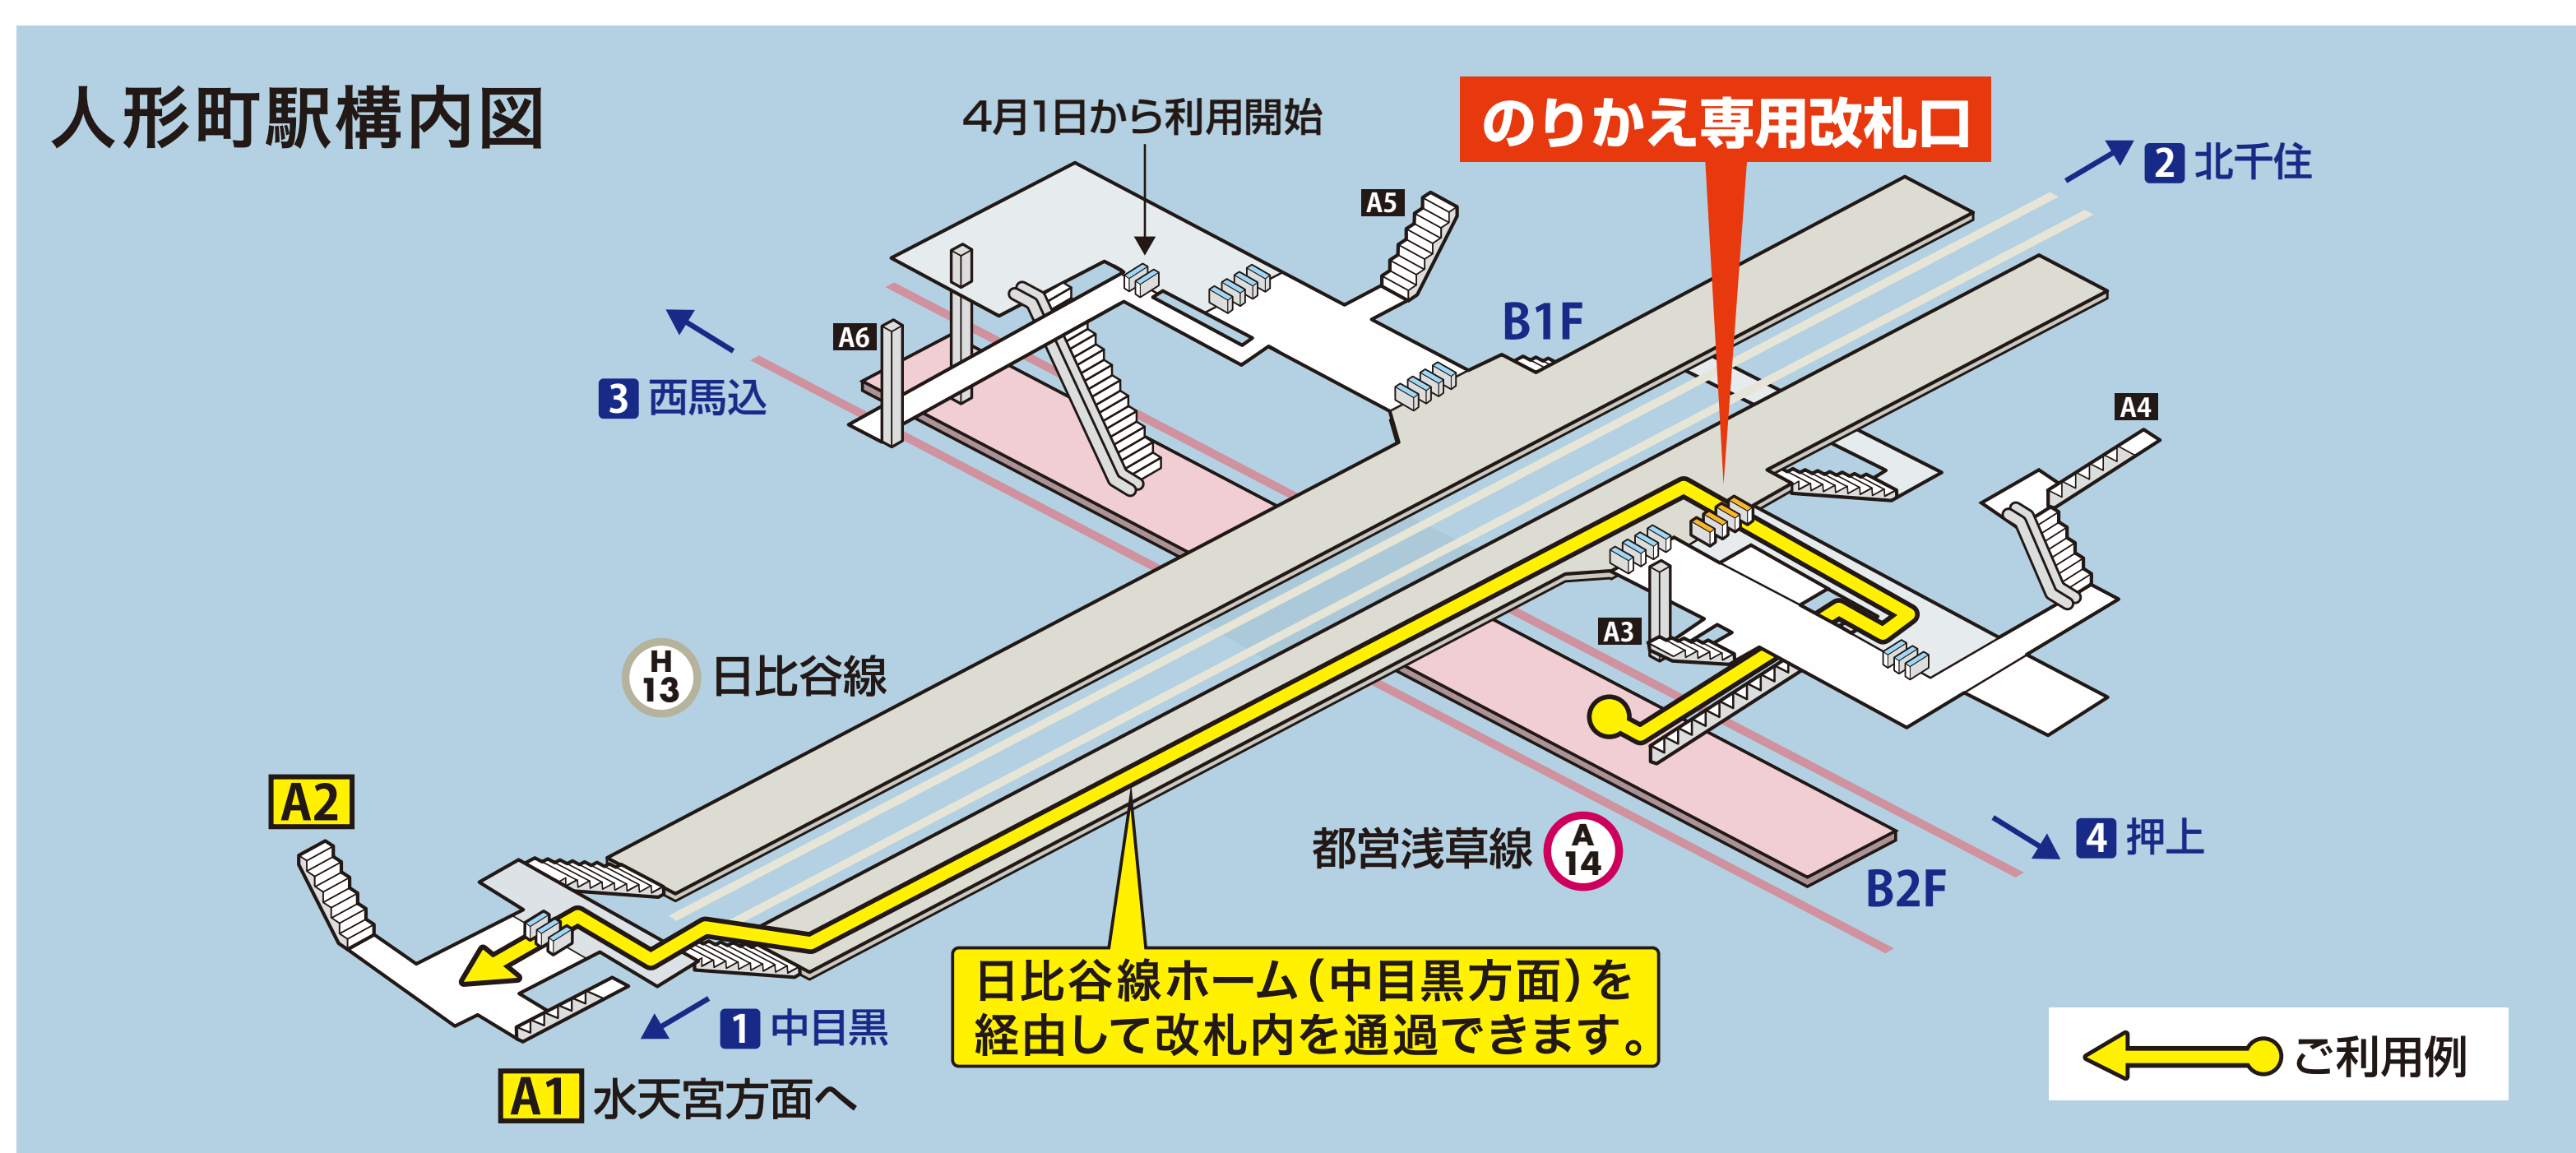 人形町駅構内図
4月1日から利用開始
のりかえ専用改札口
2 北千住
A5
B1F
A6
3 西馬込
A4
A3
H
13
日比谷線
A2
都営浅草線
A
14
4 押上
B2F
日比谷線ホーム（中目黒方面）を
経由して改札内を通過できます。
1 中目黒
A1 水天宮方面へ
ご利用例